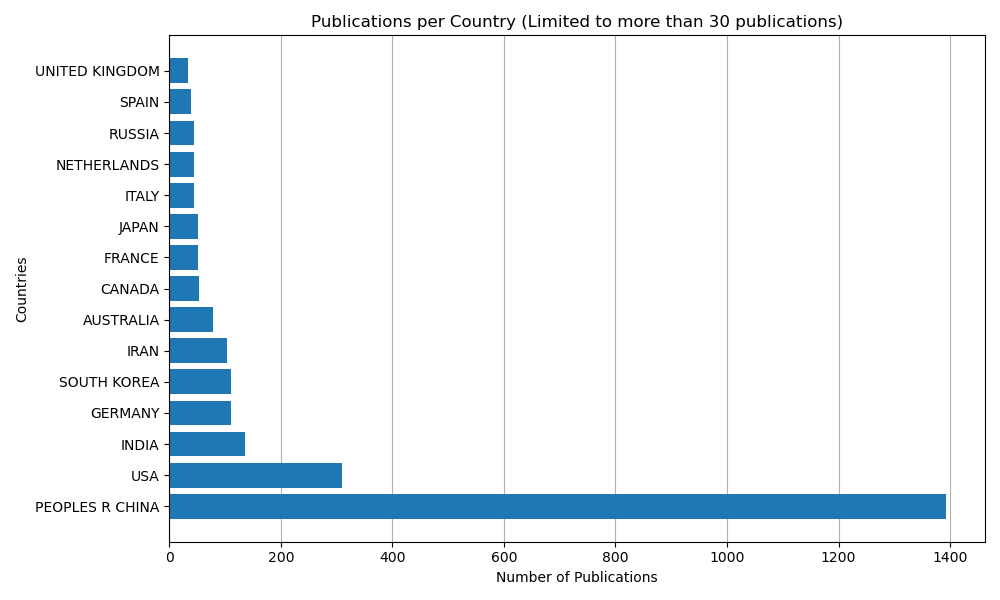 Publications per Country (Limited to more than 30 publications)
UNITED KINGDOM
SPAIN
RUSSIA
NETHERLANDS
ITALY
JAPAN
FRANCE
CANADA
AUSTRALIA
IRAN
SOUTH KOREA
GERMANY
INDIA
USA
PEOPLES R CHINA
Countries
0 200 400 600 800 1000 1200 1400
Number of Publications